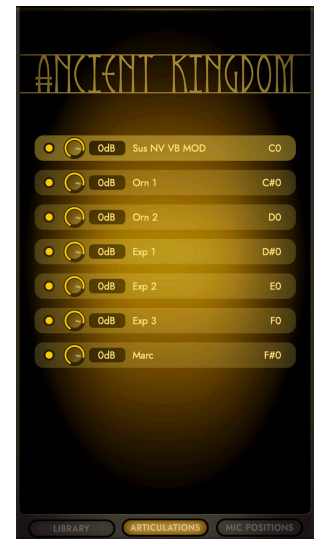 ANCIENT KINGDOM
0dB Sus NV VB MOD C0
0dB Orn 1 C#0
0dB Orn 2 D0
0dB Exp 1 D#0
0dB Exp 2 E0
0dB Exp 3 F0
0dB Marc F#0
LIBRARY ARTICULATIONS MIC POSITIONS